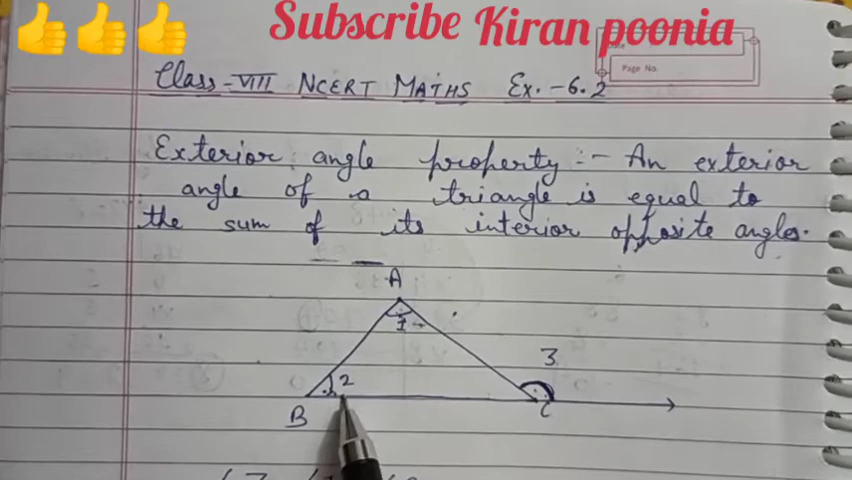 Subscribe Kiran poonia
Page No.
Class-VIII NCERT MATHS Ex.-6.2
Exterior angle property:- An exterior
angle of a triangle is equal to
the sum of its interior opposite angles.
A
1
3
2
B
C